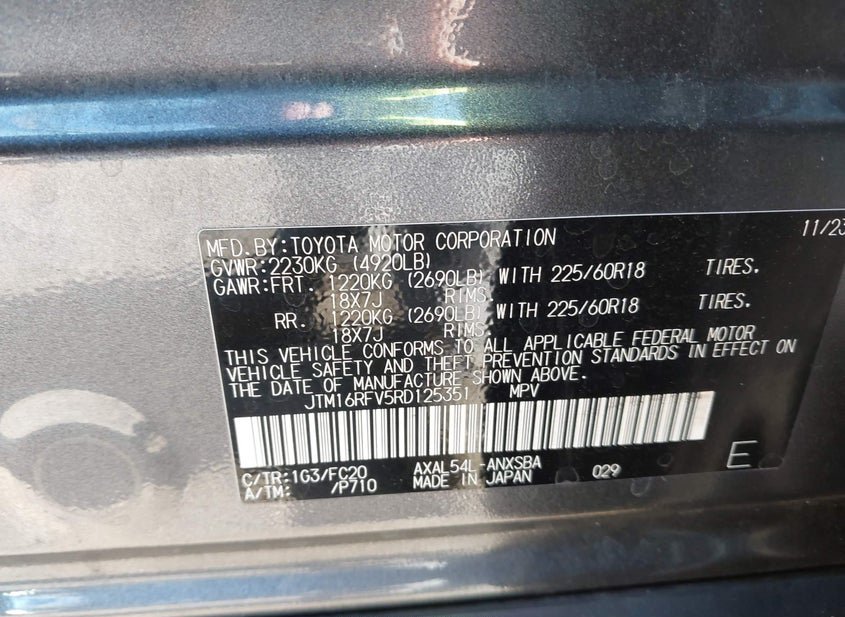 11/23
MFD.BY:TOYOTA MOTOR CORPORATION
GVWR:2230KG (4920LB)
GAWR:FRT. 1220KG (2690LB) WITH 225/60R18 TIRES.
18X7J RIMS
RR. 1220KG (2690LB) WITH 225/60R18 TIRES.
18X7J RIMS
THIS VEHICLE CONFORMS TO ALL APPLICABLE FEDERAL MOTOR
VEHICLE SAFETY AND THEFT PREVENTION STANDARDS IN EFFECT ON
THE DATE OF MANUFACTURE SHOWN ABOVE.
JTM16RFV5RD125351 MPV
C/TR:1G3/FC20 AXAL54L-ANXSBA 029 E
A/TM: /P710 MADE IN JAPAN